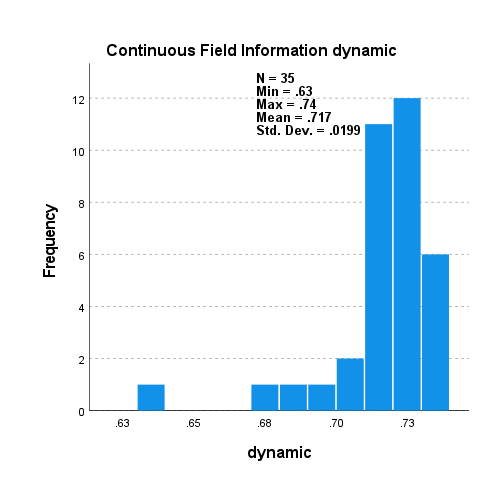 Continuous Field Information dynamic
N = 35
Min = .63
Max = .74
Mean = .717
Std. Dev. = .0199
12
10
8
6
4
2
0
Frequency
.63 .65 .68 .70 .73
dynamic